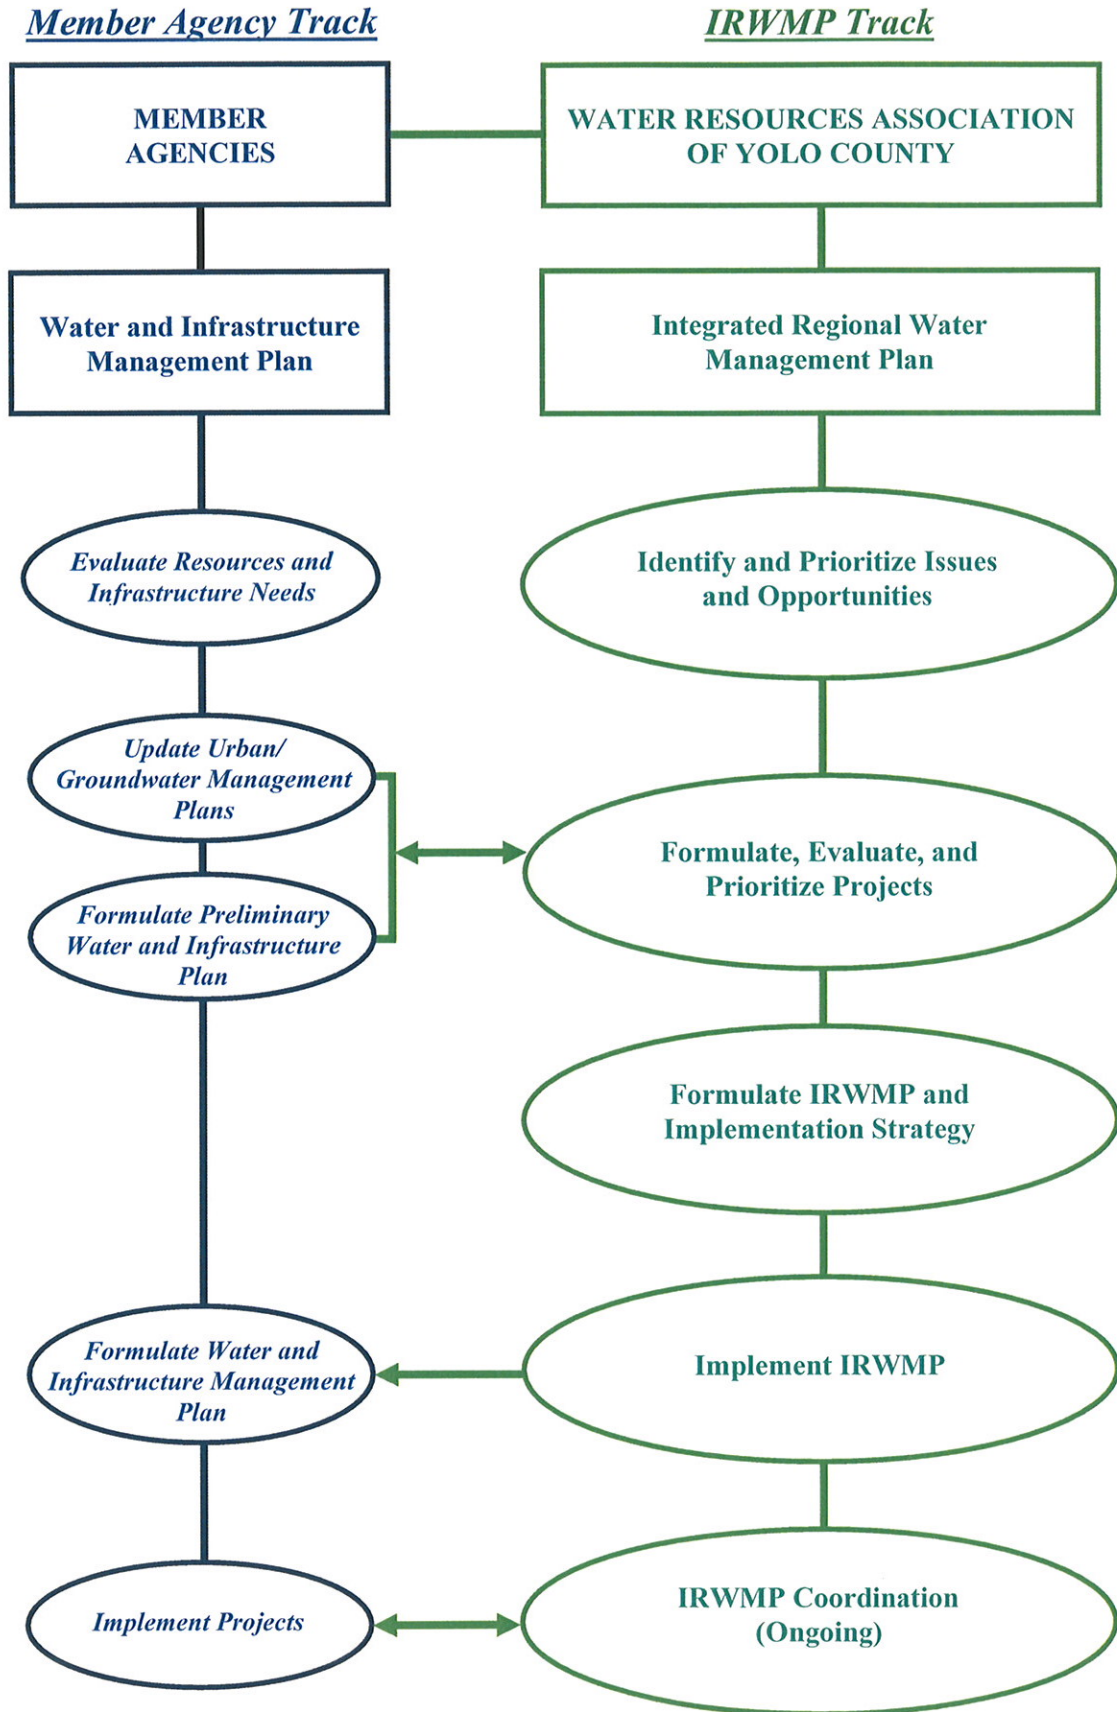 Member Agency Track
IRWMP Track
MEMBER
AGENCIES
WATER RESOURCES ASSOCIATION
OF YOLO COUNTY
Water and Infrastructure
Management Plan
Integrated Regional Water
Management Plan
Evaluate Resources and
Infrastructure Needs
Identify and Prioritize Issues
and Opportunities
Update Urban/
Groundwater Management
Plans
Formulate, Evaluate, and
Prioritize Projects
Formulate Preliminary
Water and Infrastructure
Plan
Formulate IRWMP and
Implementation Strategy
Formulate Water and
Infrastructure Management
Plan
Implement IRWMP
Implement Projects
IRWMP Coordination
(Ongoing)